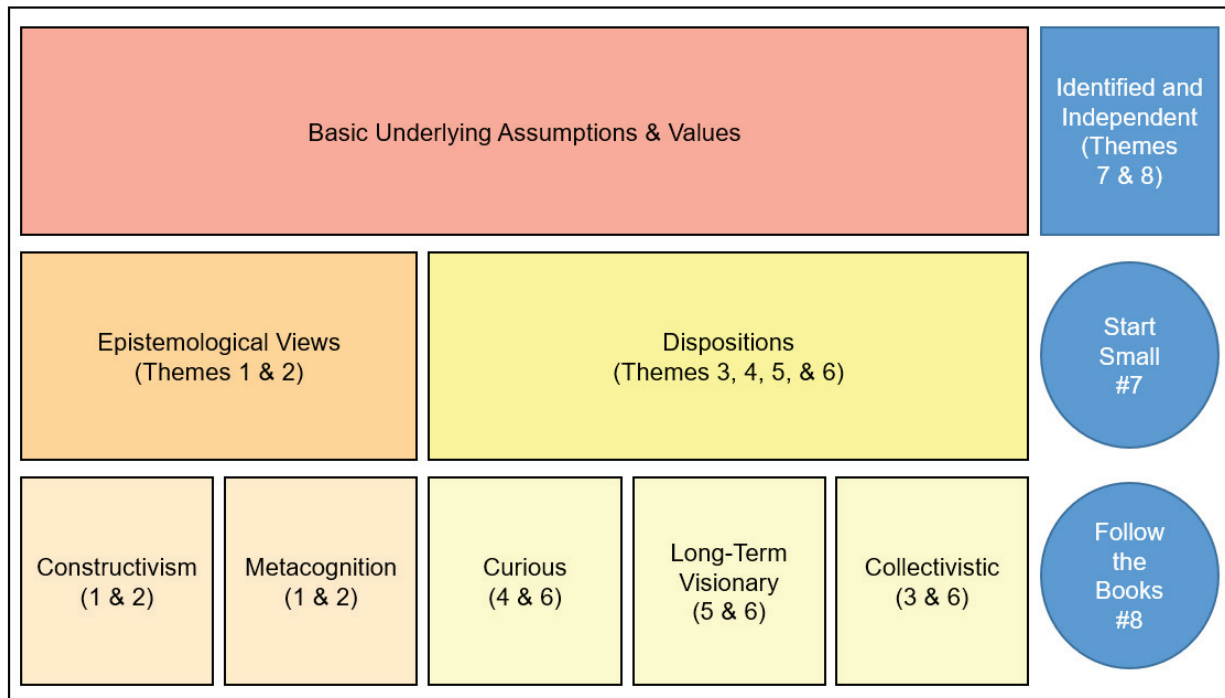 Basic Underlying Assumptions & Values
Identified and
Independent
(Themes
7 & 8)
Epistemological Views
(Themes 1 & 2)
Dispositions
(Themes 3, 4, 5, & 6)
Start
Small
#7
Constructivism
(1 & 2)
Metacognition
(1 & 2)
Curious
(4 & 6)
Long-Term
Visionary
(5 & 6)
Collectivistic
(3 & 6)
Follow
the
Books
#8